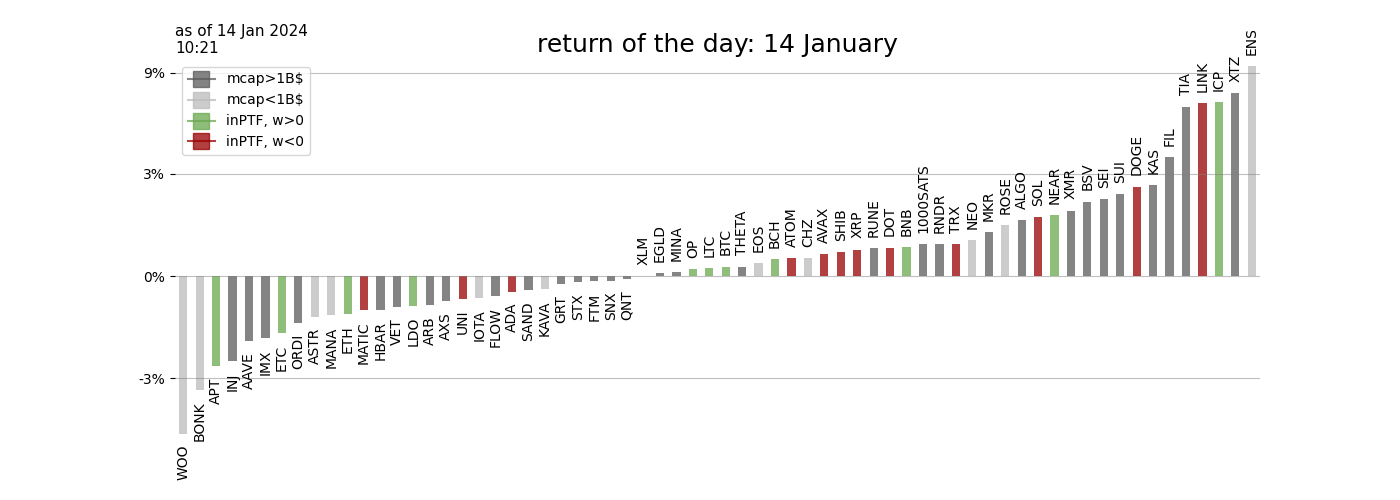 as of 14 Jan 2024
10:21
return of the day: 14 January
mcap>1B$
mcap<1B$
inPTF, w>0
inPTF, w<0
9%
3%
0%
-3%
WOO
BONK
APT
INJ
AAVE
IMX
ETC
ORDI
ASTR
MANA
ETH
MATIC
HBAR
VET
LDO
ARB
AXS
UNI
IOTA
FLOW
ADA
SAND
KAVA
GRT
STX
FTM
SNX
QNT
XLM
EGLD
MINA
OP
LTC
BTC
THETA
EOS
BCH
ATOM
CHZ
AVAX
SHIB
XRP
RUNE
DOT
BNB
1000SATS
RNDR
TRX
NEO
MKR
ROSE
ALGO
SOL
NEAR
XMR
BSV
SEI
SUI
DOGE
KAS
FIL
TIA
LINK
ICP
XTZ
ENS